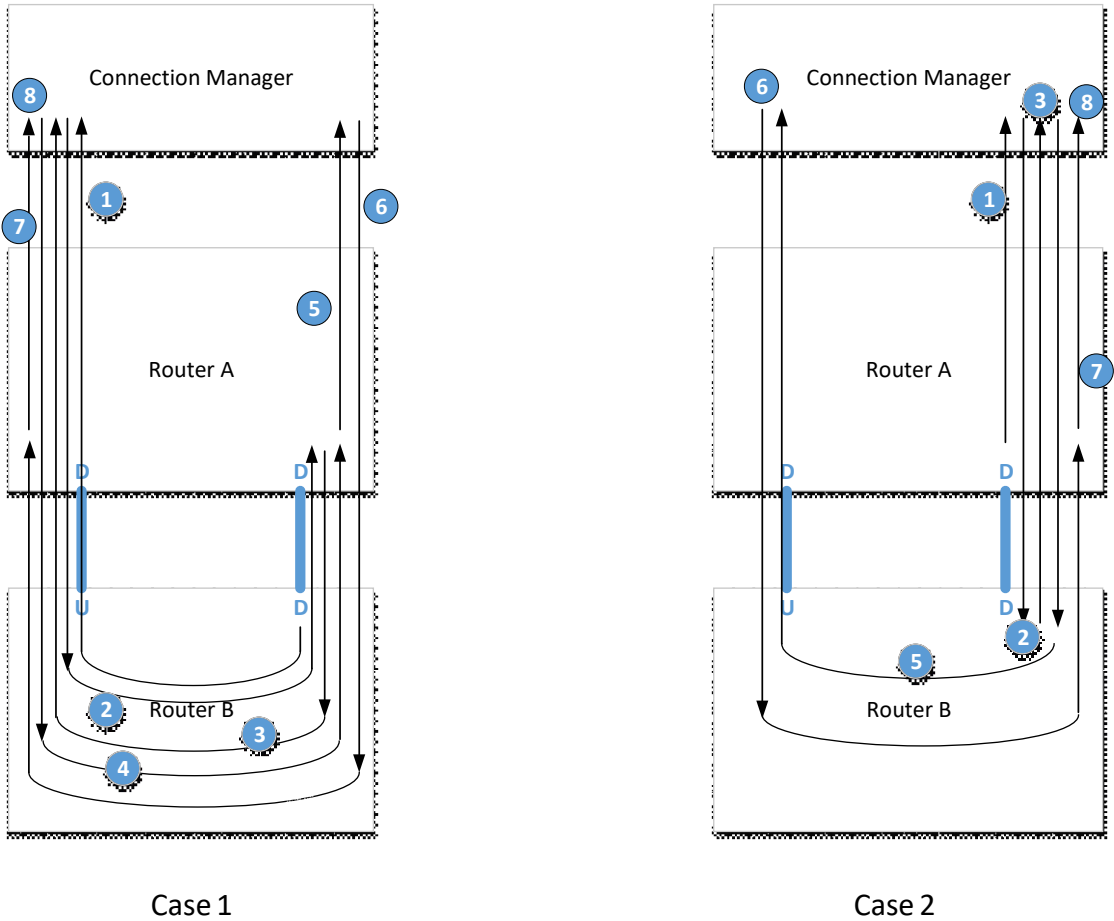 Connection Manager
8
1
7
6
5
Router A
D D
U D
2
Router B
3
4
Case 1
Connection Manager
6
3
8
1
Router A
7
D D
U D
2
5
Router B
Case 2